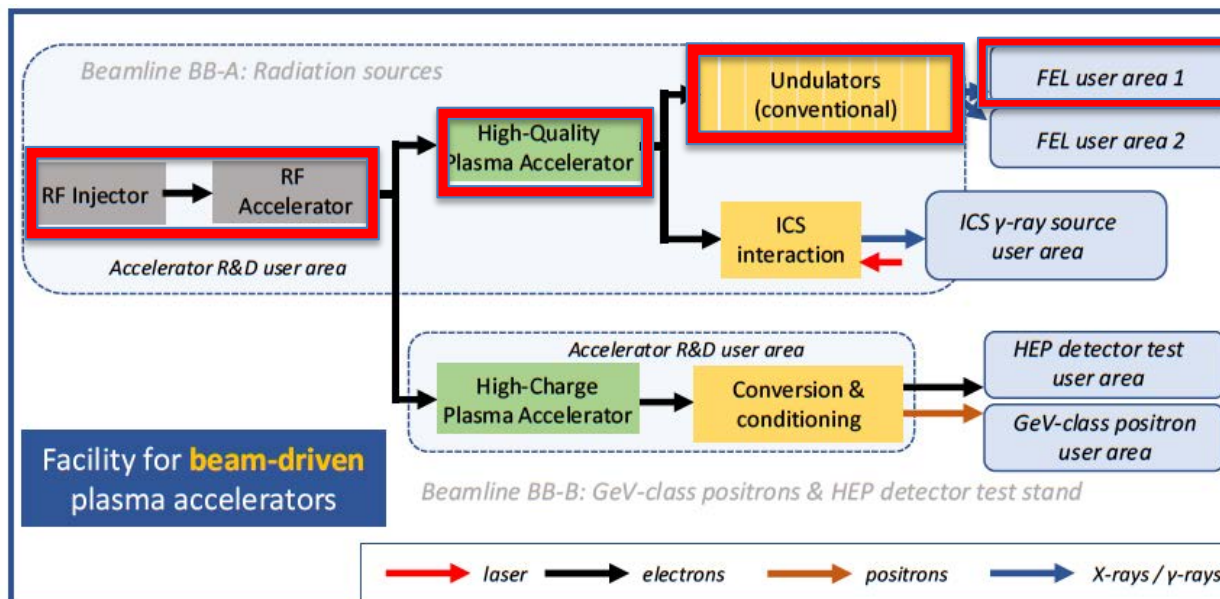 Beamline BB-A: Radiation sources
Undulators
(conventional)
FEL user area 1
FEL user area 2
High-Quality
Plasma Accelerator
RF Injector
RF
Accelerator
ICS
interaction
ICS γ-ray source
user area
Accelerator R&D user area
Accelerator R&D user area
High-Charge
Plasma Accelerator
Conversion &
conditioning
HEP detector test
user area
GeV-class positron
user area
Facility for beam-driven
plasma accelerators
Beamline BB-B: GeV-class positrons & HEP detector test stand
laser
electrons
positrons
X-rays / γ-rays